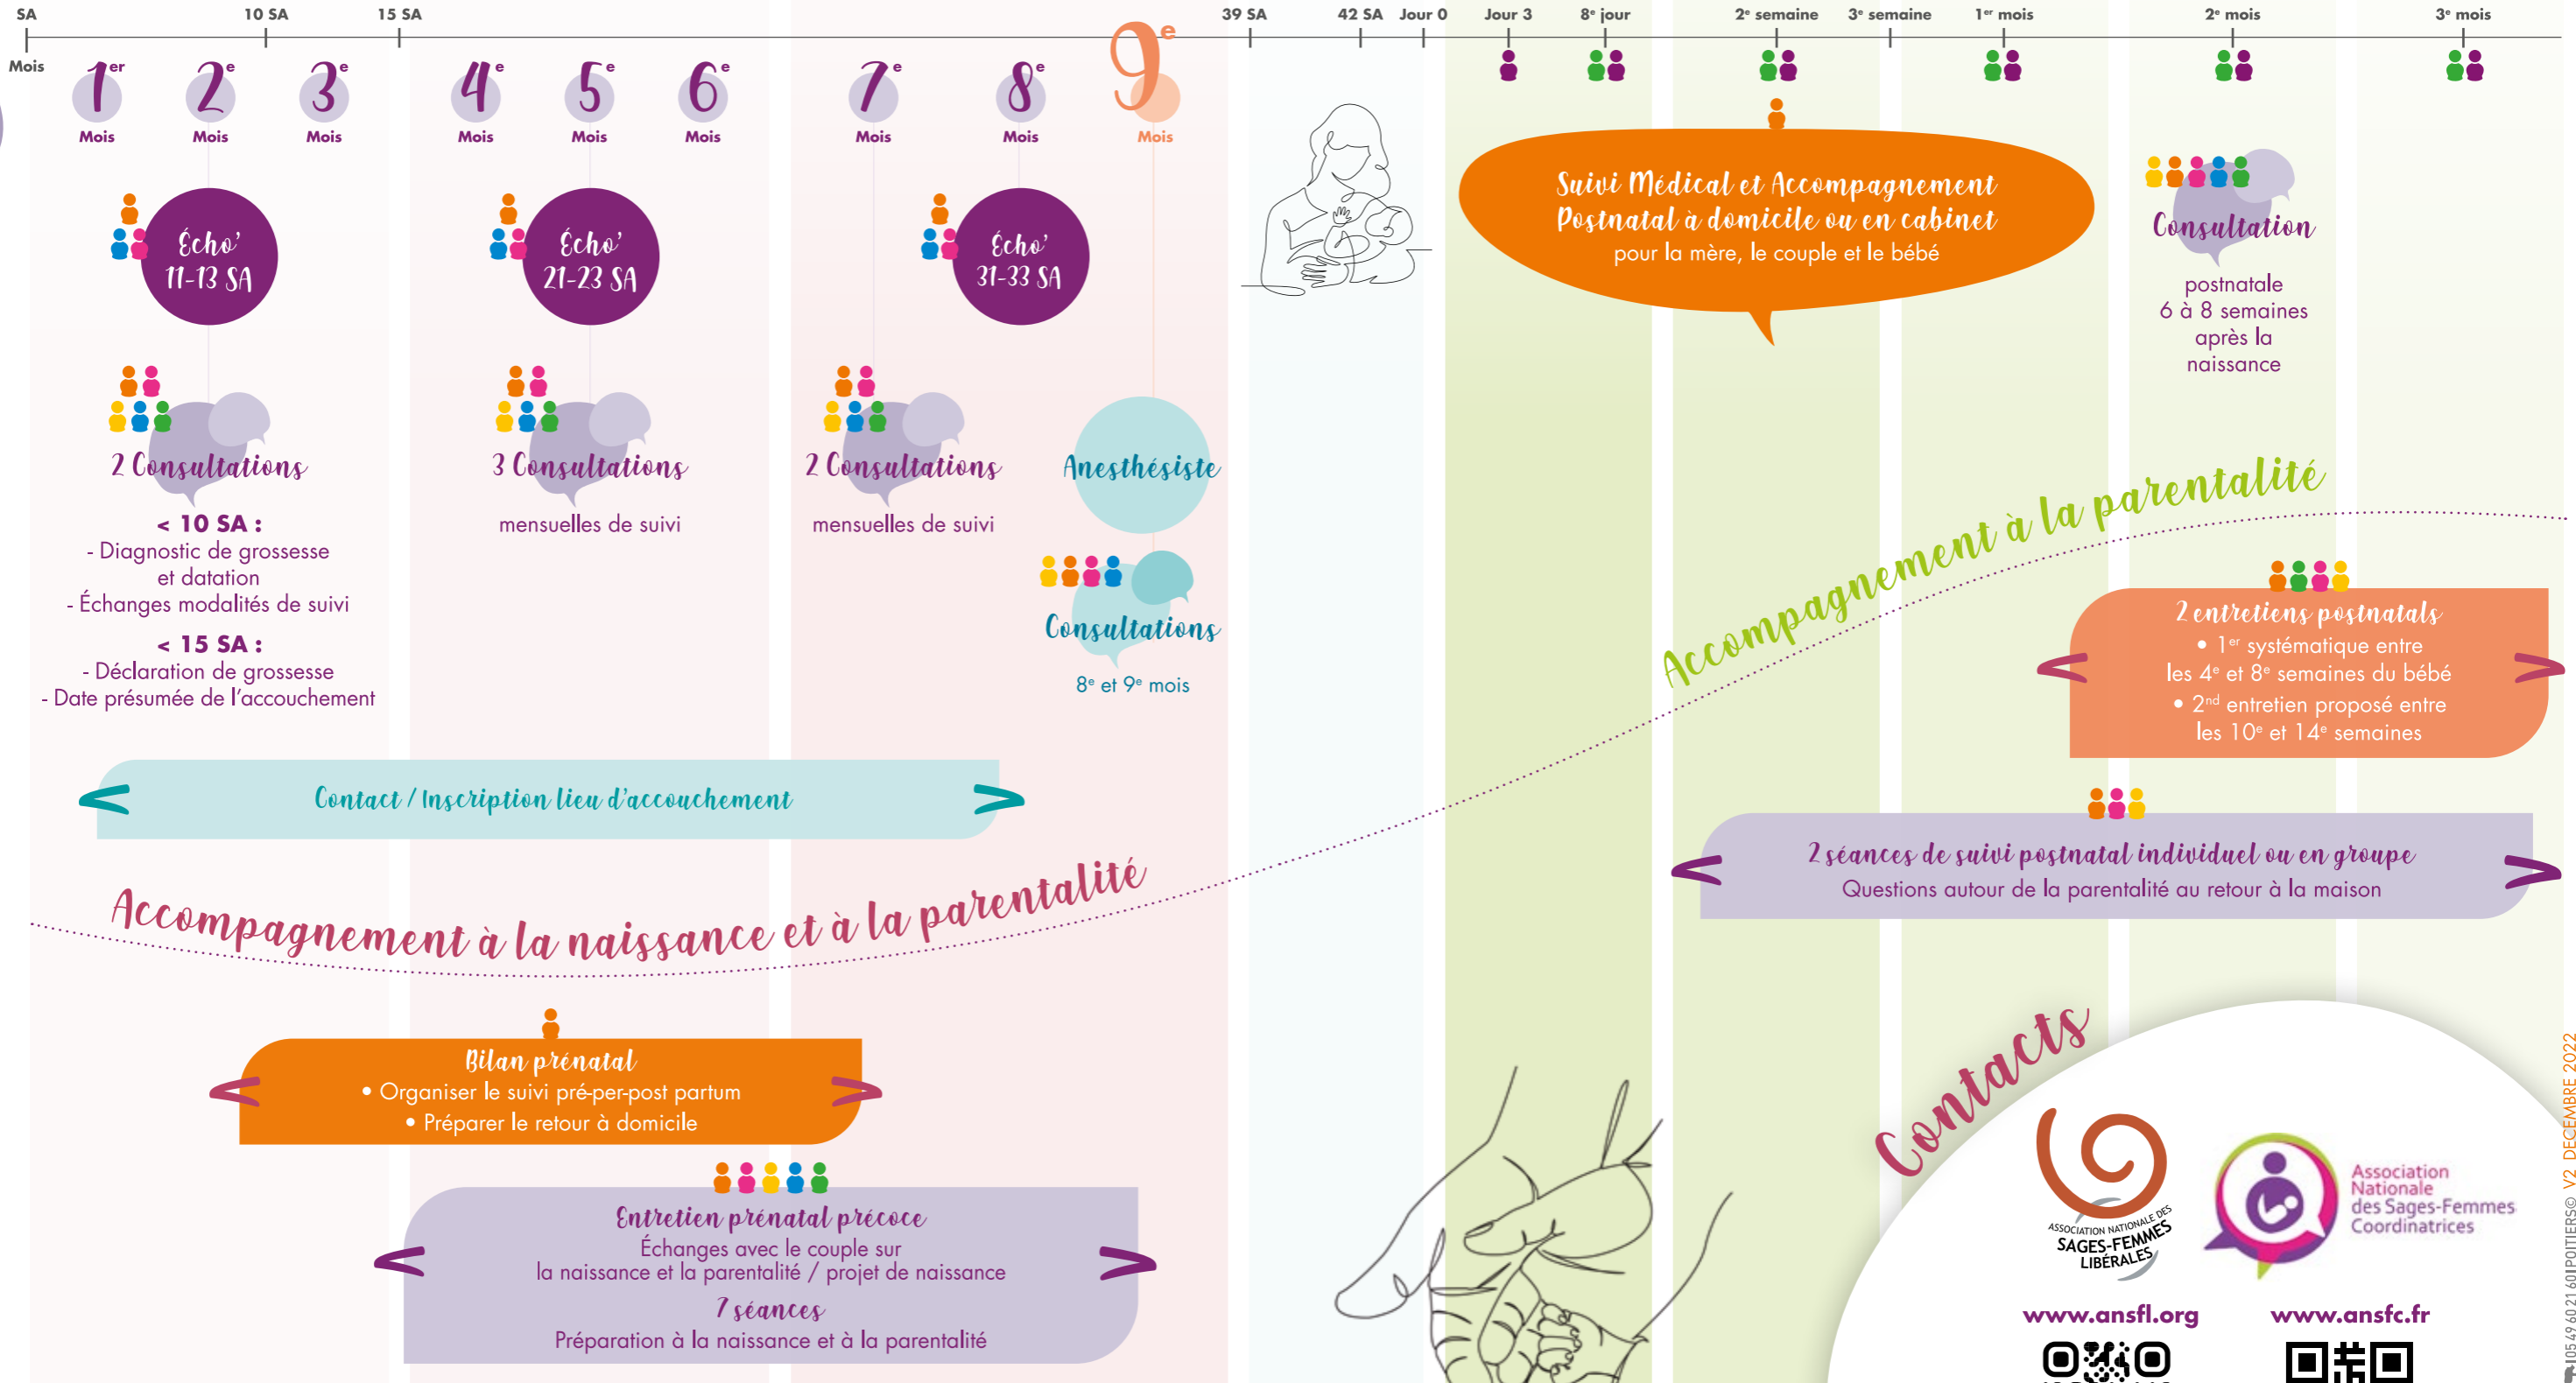 SA
10 SA
15 SA
39 SA
42 SA
Jour 0
Jour 3
8e jour
2e semaine
3e semaine
1er mois
2e mois
3e mois
Mois
1er
Mois
2e
Mois
3e
Mois
4e
Mois
5e
Mois
6e
Mois
7e
Mois
8e
Mois
9e
Mois
Écho'
11-13 SA
Écho'
21-23 SA
Écho'
31-33 SA
Suivi Médical et Accompagnement
Postnatal à domicile ou en cabinet
pour la mère, le couple et le bébé
Consultation
postnatale
6 à 8 semaines
après la
naissance
2 Consultations
< 10 SA :
- Diagnostic de grossesse
et datation
- Échanges modalités de suivi
< 15 SA :
- Déclaration de grossesse
- Date présumée de l'accouchement
3 Consultations
mensuelles de suivi
2 Consultations
mensuelles de suivi
Anesthésiste
Consultations
8e et 9e mois
Accompagnement à la parentalité
2 entretiens postnatals
• 1er systématique entre
les 4e et 8e semaines du bébé
• 2nd entretien proposé entre
les 10e et 14e semaines
Contact / Inscription lieu d'accouchement
2 séances de suivi postnatal individuel ou en groupe
Questions autour de la parentalité au retour à la maison
Accompagnement à la naissance et à la parentalité
Bilan prénatal
• Organiser le suivi pré-per-post partum
• Préparer le retour à domicile
Entretien prénatal précoce
Échanges avec le couple sur
la naissance et la parentalité / projet de naissance
7 séances
Préparation à la naissance et à la parentalité
Contacts
ASSOCIATION NATIONALE DES
SAGES-FEMMES
LIBÉRALES
Association
Nationale
des Sages-Femmes
Coordinatrices
www.ansfl.org
www.ansfc.fr
05 49 60 21 60 POITIERS© V2 DECEMBRE 2022